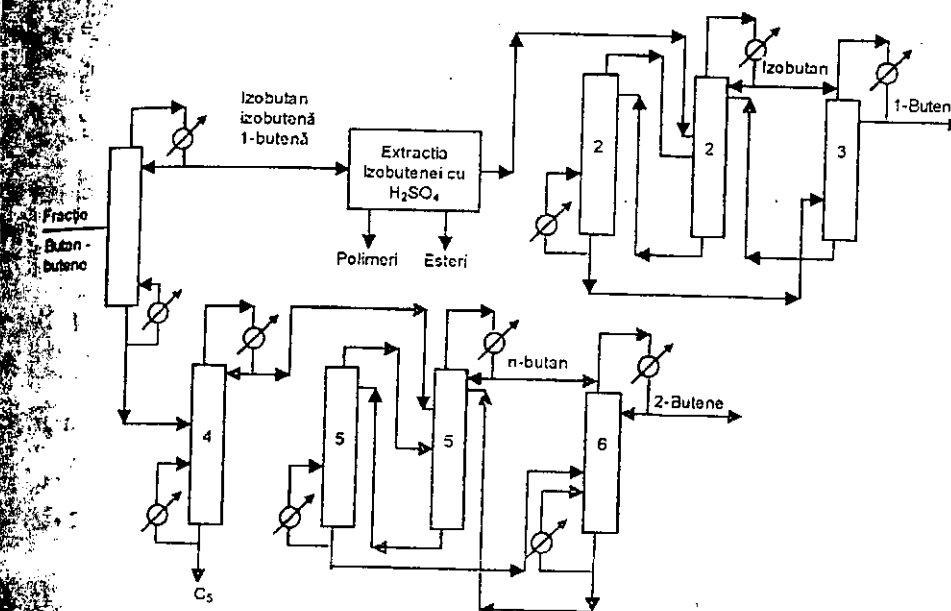 Izobutan
izobutenă
1-butenă
Extractia
Izobutenei cu
H₂SO₄
Polimeri
Esteri
Izobutan
1-Buten
2
2
3
Fracție
Butan -
butene
n-butan
2-Butene
4
5
5
6
C₅